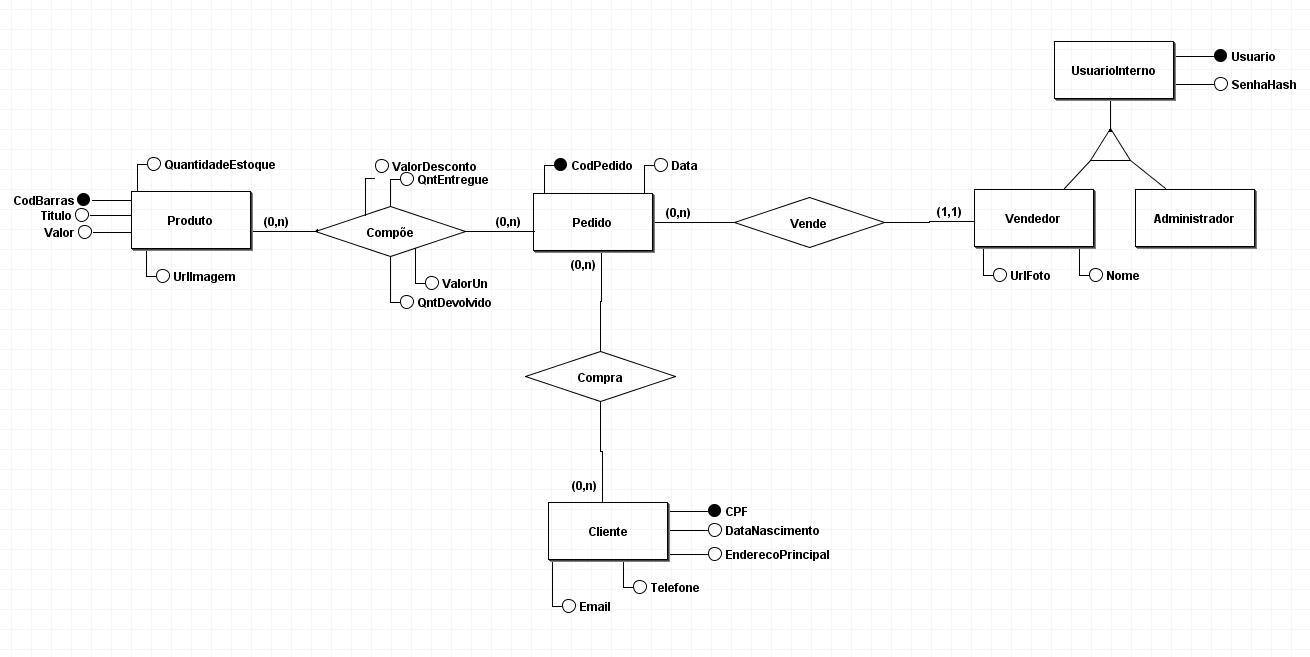 Usuario
UsuarioInterno
SenhaHash
QuantidadeEstoque
ValorDesconto
QntEntregue
CodPedido
Data
CodBarras
Titulo
Valor
Produto
(0,n)
Compõe
(0,n)
Pedido
(0,n)
Vende
(1,1)
Vendedor
Administrador
UrlImagem
ValorUn
QntDevolvido
(0,n)
UrlFoto
Nome
Compra
(0,n)
Cliente
CPF
DataNascimento
EnderecoPrincipal
Telefone
Email